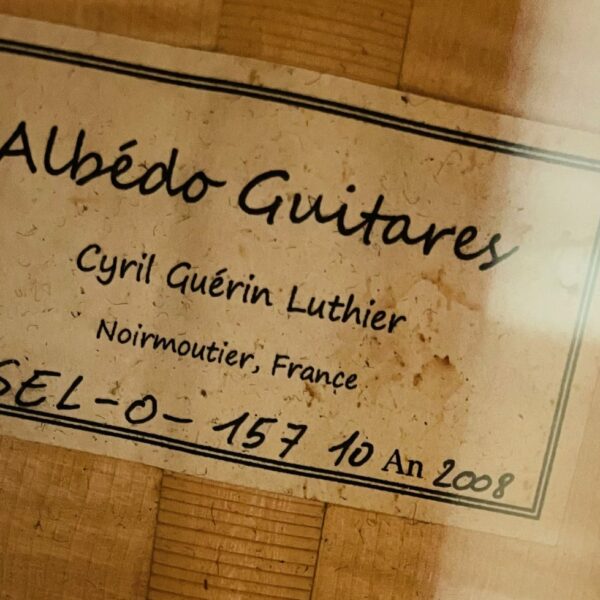 Albédo Guitares
Cyril Guérin Luthier
Noirmoutier, France
SEL-O- 157 10 An 2008